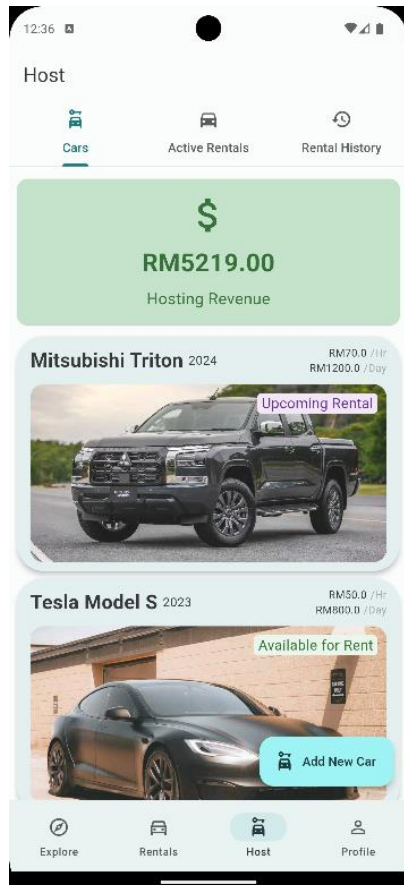 12:36
Host
Cars
Active Rentals
Rental History
$
RM5219.00
Hosting Revenue
Mitsubishi Triton 2024
RM70.0 /Hr
RM1200.0 /Day
Upcoming Rental
Tesla Model S 2023
RM50.0 /Hr
RM800.0 /Day
Available for Rent
Add New Car
Explore
Rentals
Host
Profile